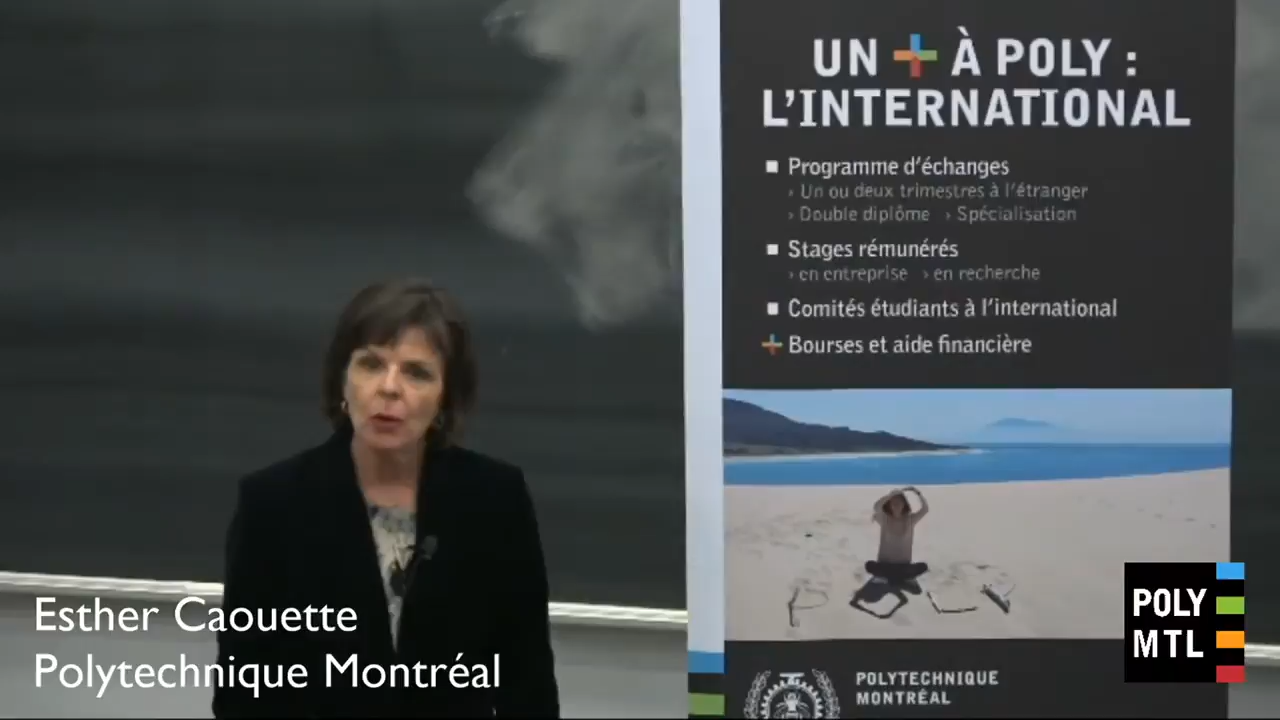 UN + À POLY :
L'INTERNATIONAL
Programme d'échanges
› Un ou deux trimestres à l'étranger
› Double diplôme › Spécialisation
Stages rémunérés
› en entreprise › en recherche
Comités étudiants à l'international
Bourses et aide financière
POLY
POLYTECHNIQUE
MONTRÉAL
Esther Caouette
Polytechnique Montréal
POLY
MTL